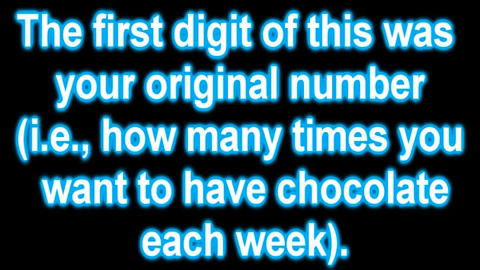 The first digit of this was
your original number
(i.e., how many times you
want to have chocolate
each week).